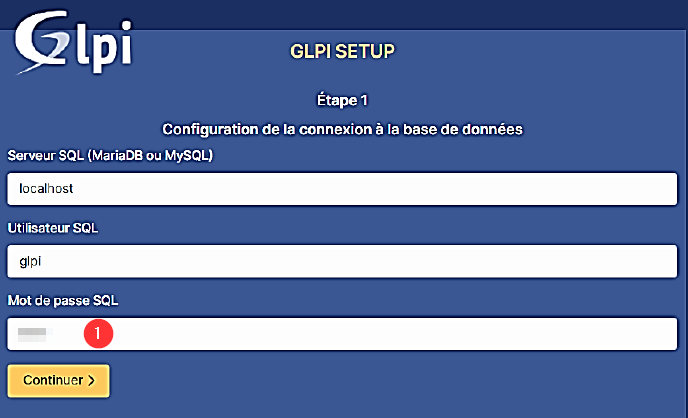 Glpi
GLPI SETUP
Étape 1
Configuration de la connexion à la base de données
Serveur SQL (MariaDB ou MySQL)
localhost
Utilisateur SQL
glpi
Mot de passe SQL
1
Continuer >